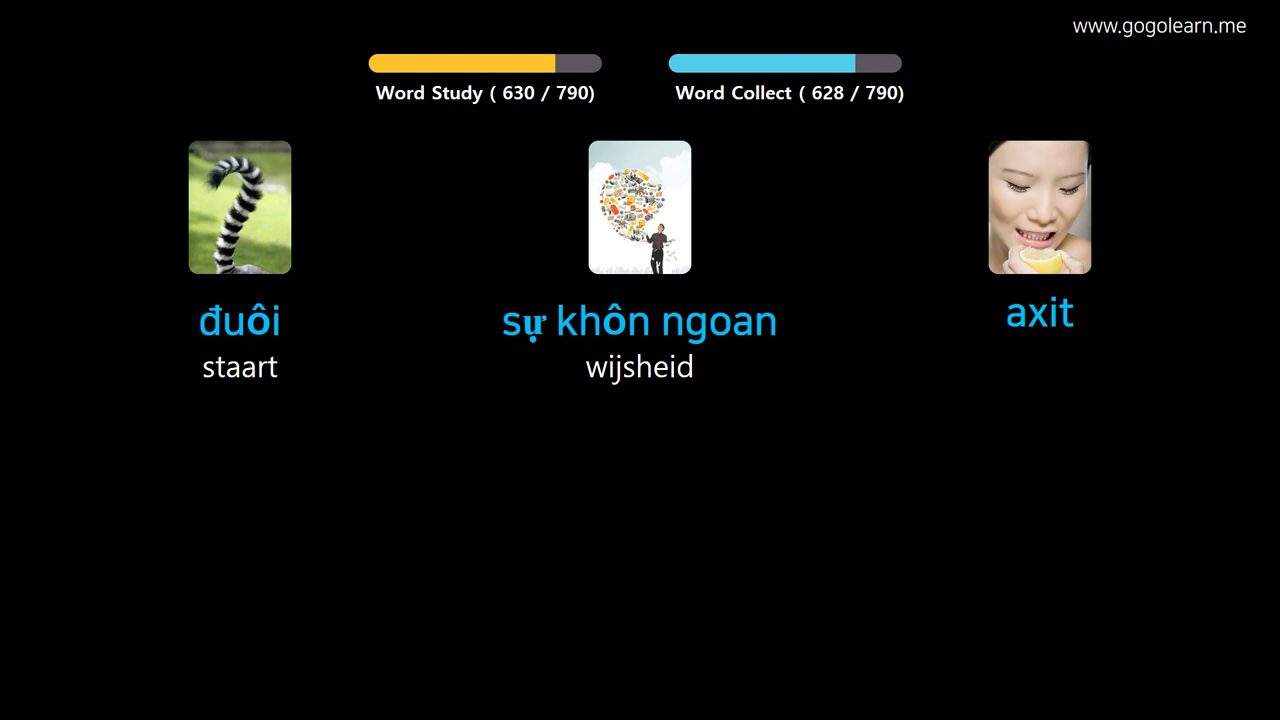 www.gogolearn.me
Word Study ( 630 / 790)
Word Collect ( 628 / 790)
đuôi
staart
sự khôn ngoan
wijsheid
axit